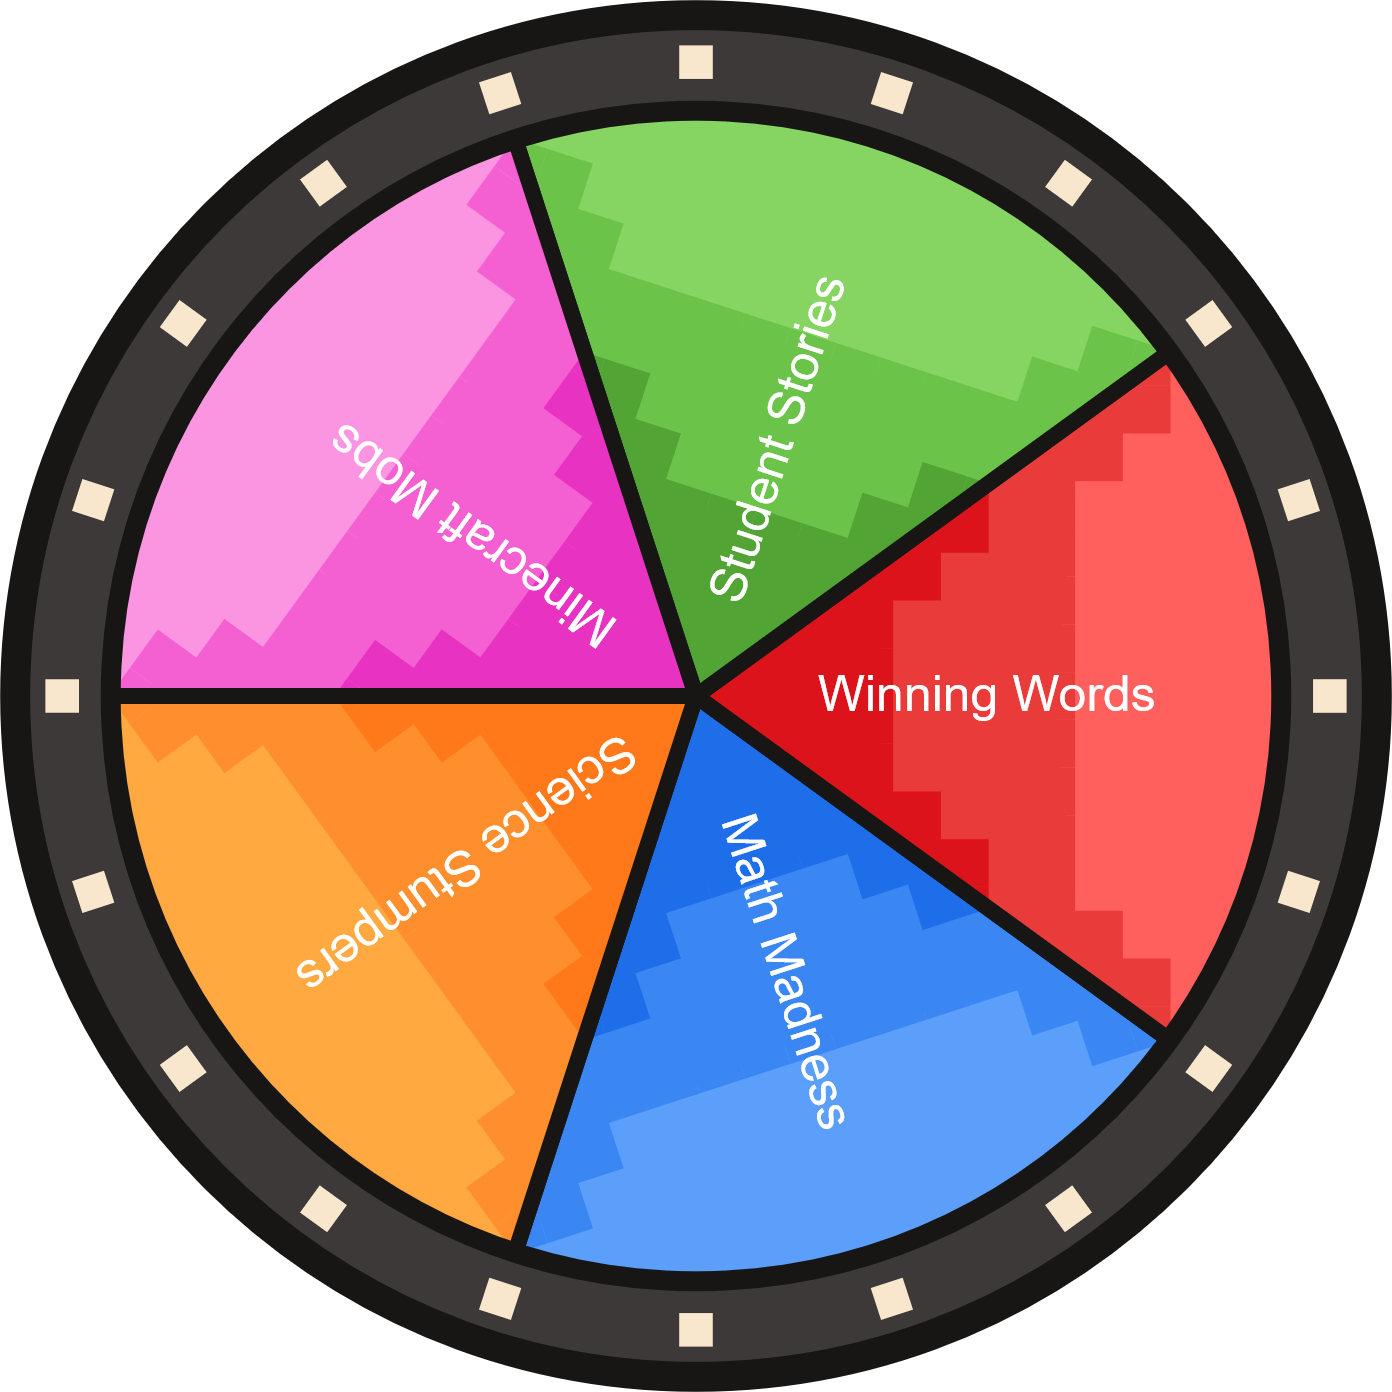 Student Stories
Winning Words
Math Madness
Science Stumpers
Minecraft Mobs